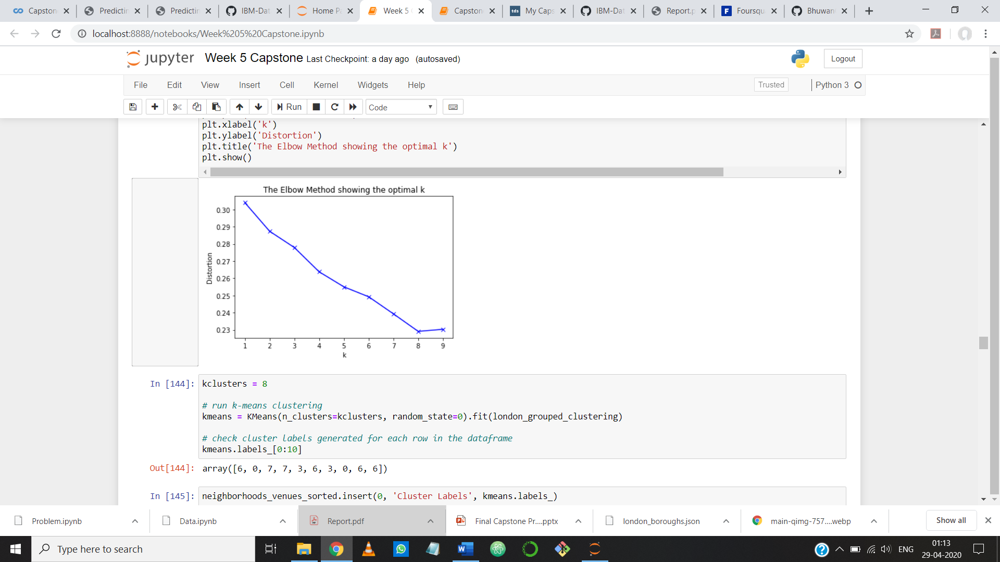 Capston
Predictin
Predictin
IBM-Dat
Home Pa
Week 5
Capston
tds My Caps
IBM-Dat
Report.p
F Foursqu
Bhuwan
localhost:8888/notebooks/Week%205%20Capstone.ipynb
jupyter Week 5 Capstone Last Checkpoint: a day ago (autosaved)
Logout
File Edit View Insert Cell Kernel Widgets Help
Trusted
Python 3
Run
Code
plt.xlabel('k')
plt.ylabel('Distortion')
plt.title('The Elbow Method showing the optimal k')
plt.show()
The Elbow Method showing the optimal k
0.30
0.29
0.28
0.27
0.26
0.25
0.24
0.23
Distortion
1 2 3 4 5 6 7 8 9
k
In [144]: kclusters = 8
# run k-means clustering
kmeans = KMeans(n_clusters=kclusters, random_state=0).fit(london_grouped_clustering)
# check cluster labels generated for each row in the dataframe
kmeans.labels_[0:10]
Out[144]: array([6, 0, 7, 7, 3, 6, 3, 0, 6, 6])
In [145]: neighborhoods_venues_sorted.insert(0, 'Cluster Labels', kmeans.labels_)
Problem.ipynb
Data.ipynb
Report.pdf
Final Capstone Pr....pptx
london_boroughs.json
main-qimg-757....webp
Show all
Type here to search
ENG
01:13
29-04-2020